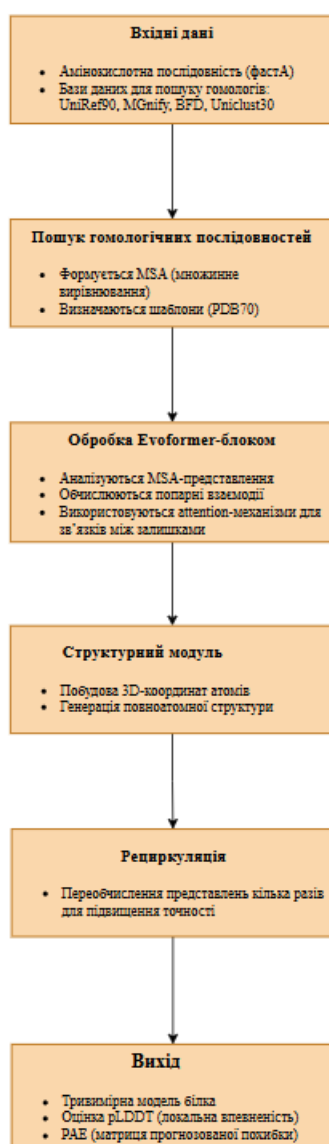 Вхідні дані
Амінокислотна послідовність (фастА)
Бази даних для пошуку гомологів:
UniRef90, MGnify, BFD, Uniclust30
Пошук гомологічних послідовностей
Формується MSA (множинне
вирівнювання)
Визначаються шаблони (PDB70)
Обробка Evoformer-блоком
Аналізуються MSA-представлення
Обчислюються попарні взаємодії
Використовуються attention-механізми для
зв’язків між залишками
Структурний модуль
Побудова 3D-координат атомів
Генерація повноатомної структури
Рециркуляція
Переобчислення представлень кілька разів
для підвищення точності
Вихід
Тривимірна модель білка
Оцінка pLDDT (локальна впевненість)
PAE (матриця прогнозованої похибки)